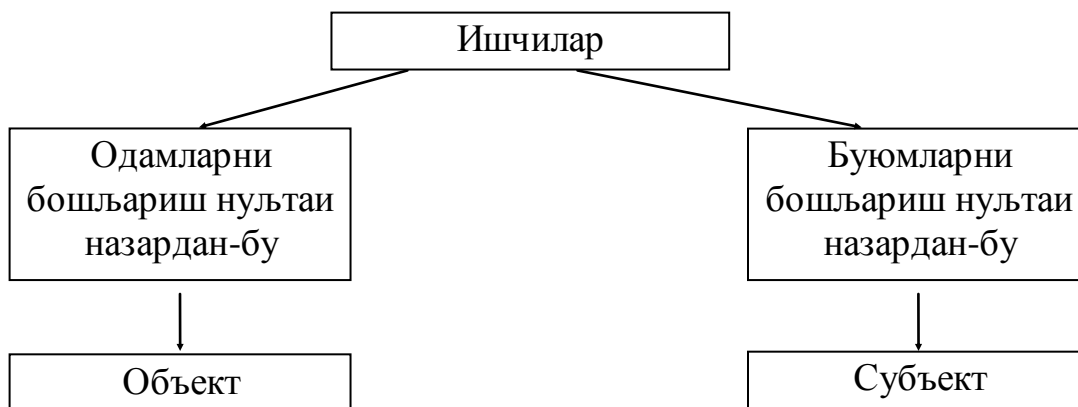 Ишчилар
Одамларни
бошљариш нуљтаи
назардан-бу
Буюмларни
бошљариш нуљтаи
назардан-бу
Объект
Субъект